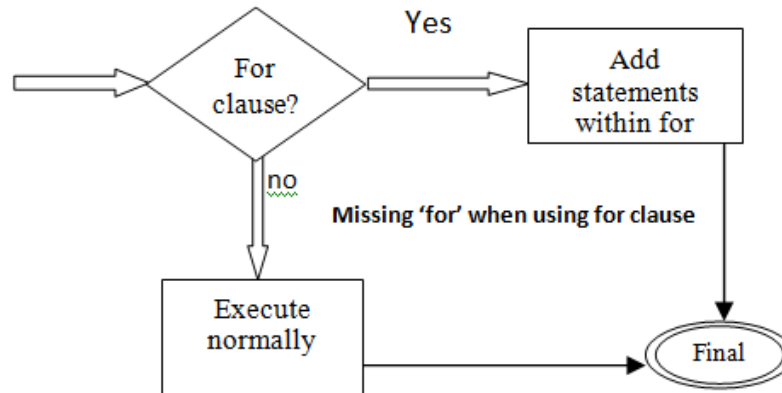 Yes
For
clause?
Add
statements
within for
no
Missing ‘for’ when using for clause
Execute
normally
Final